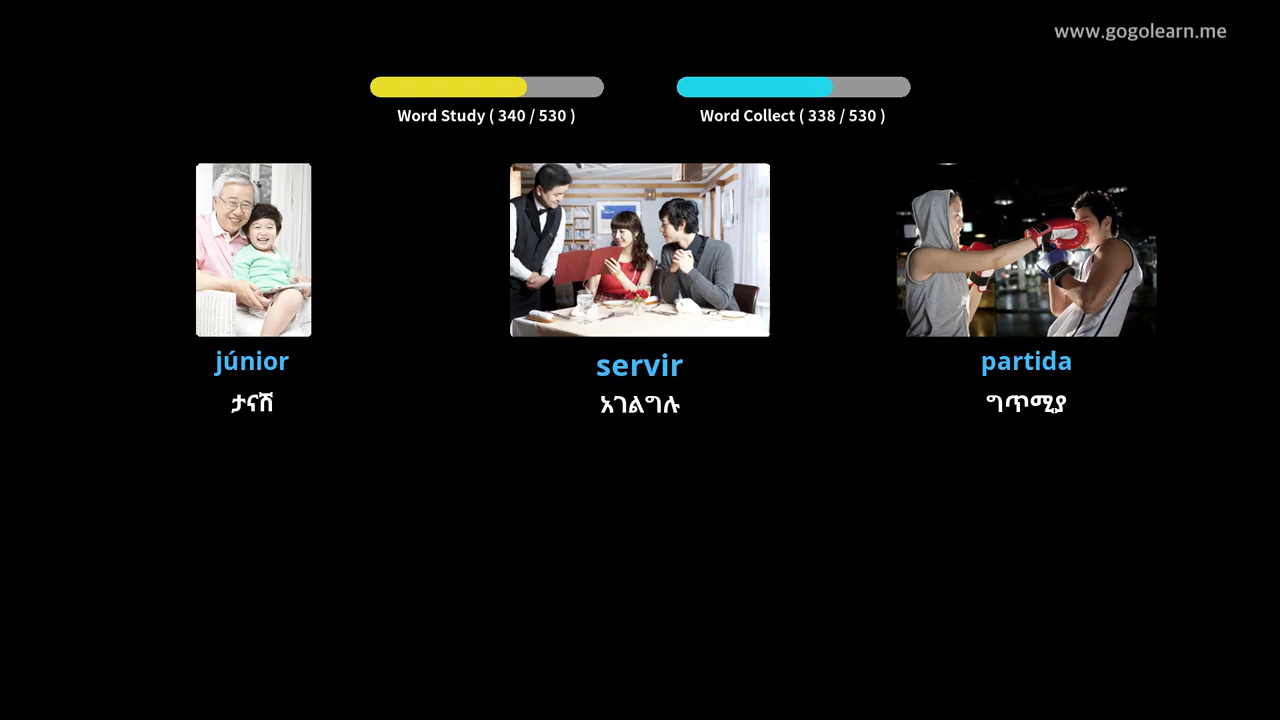 www.gogolearn.me
Word Study ( 340 / 530 )
Word Collect ( 338 / 530 )
júnior
servir
partida
ታናሽ
አገልግሉ
ግጥሚያ